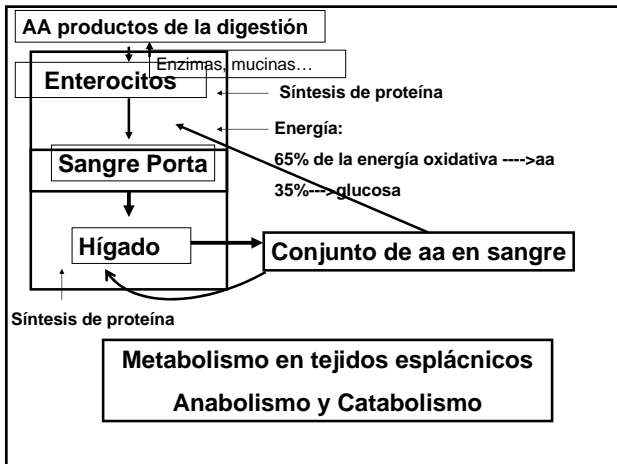 AA productos de la digestión
Enzimas, mucinas…
Enterocitos
Síntesis de proteína
Energía:
65% de la energía oxidativa ---->aa
35%--->glucosa
Sangre Porta
Hígado
Conjunto de aa en sangre
Síntesis de proteína
Metabolismo en tejidos esplácnicos
Anabolismo y Catabolismo